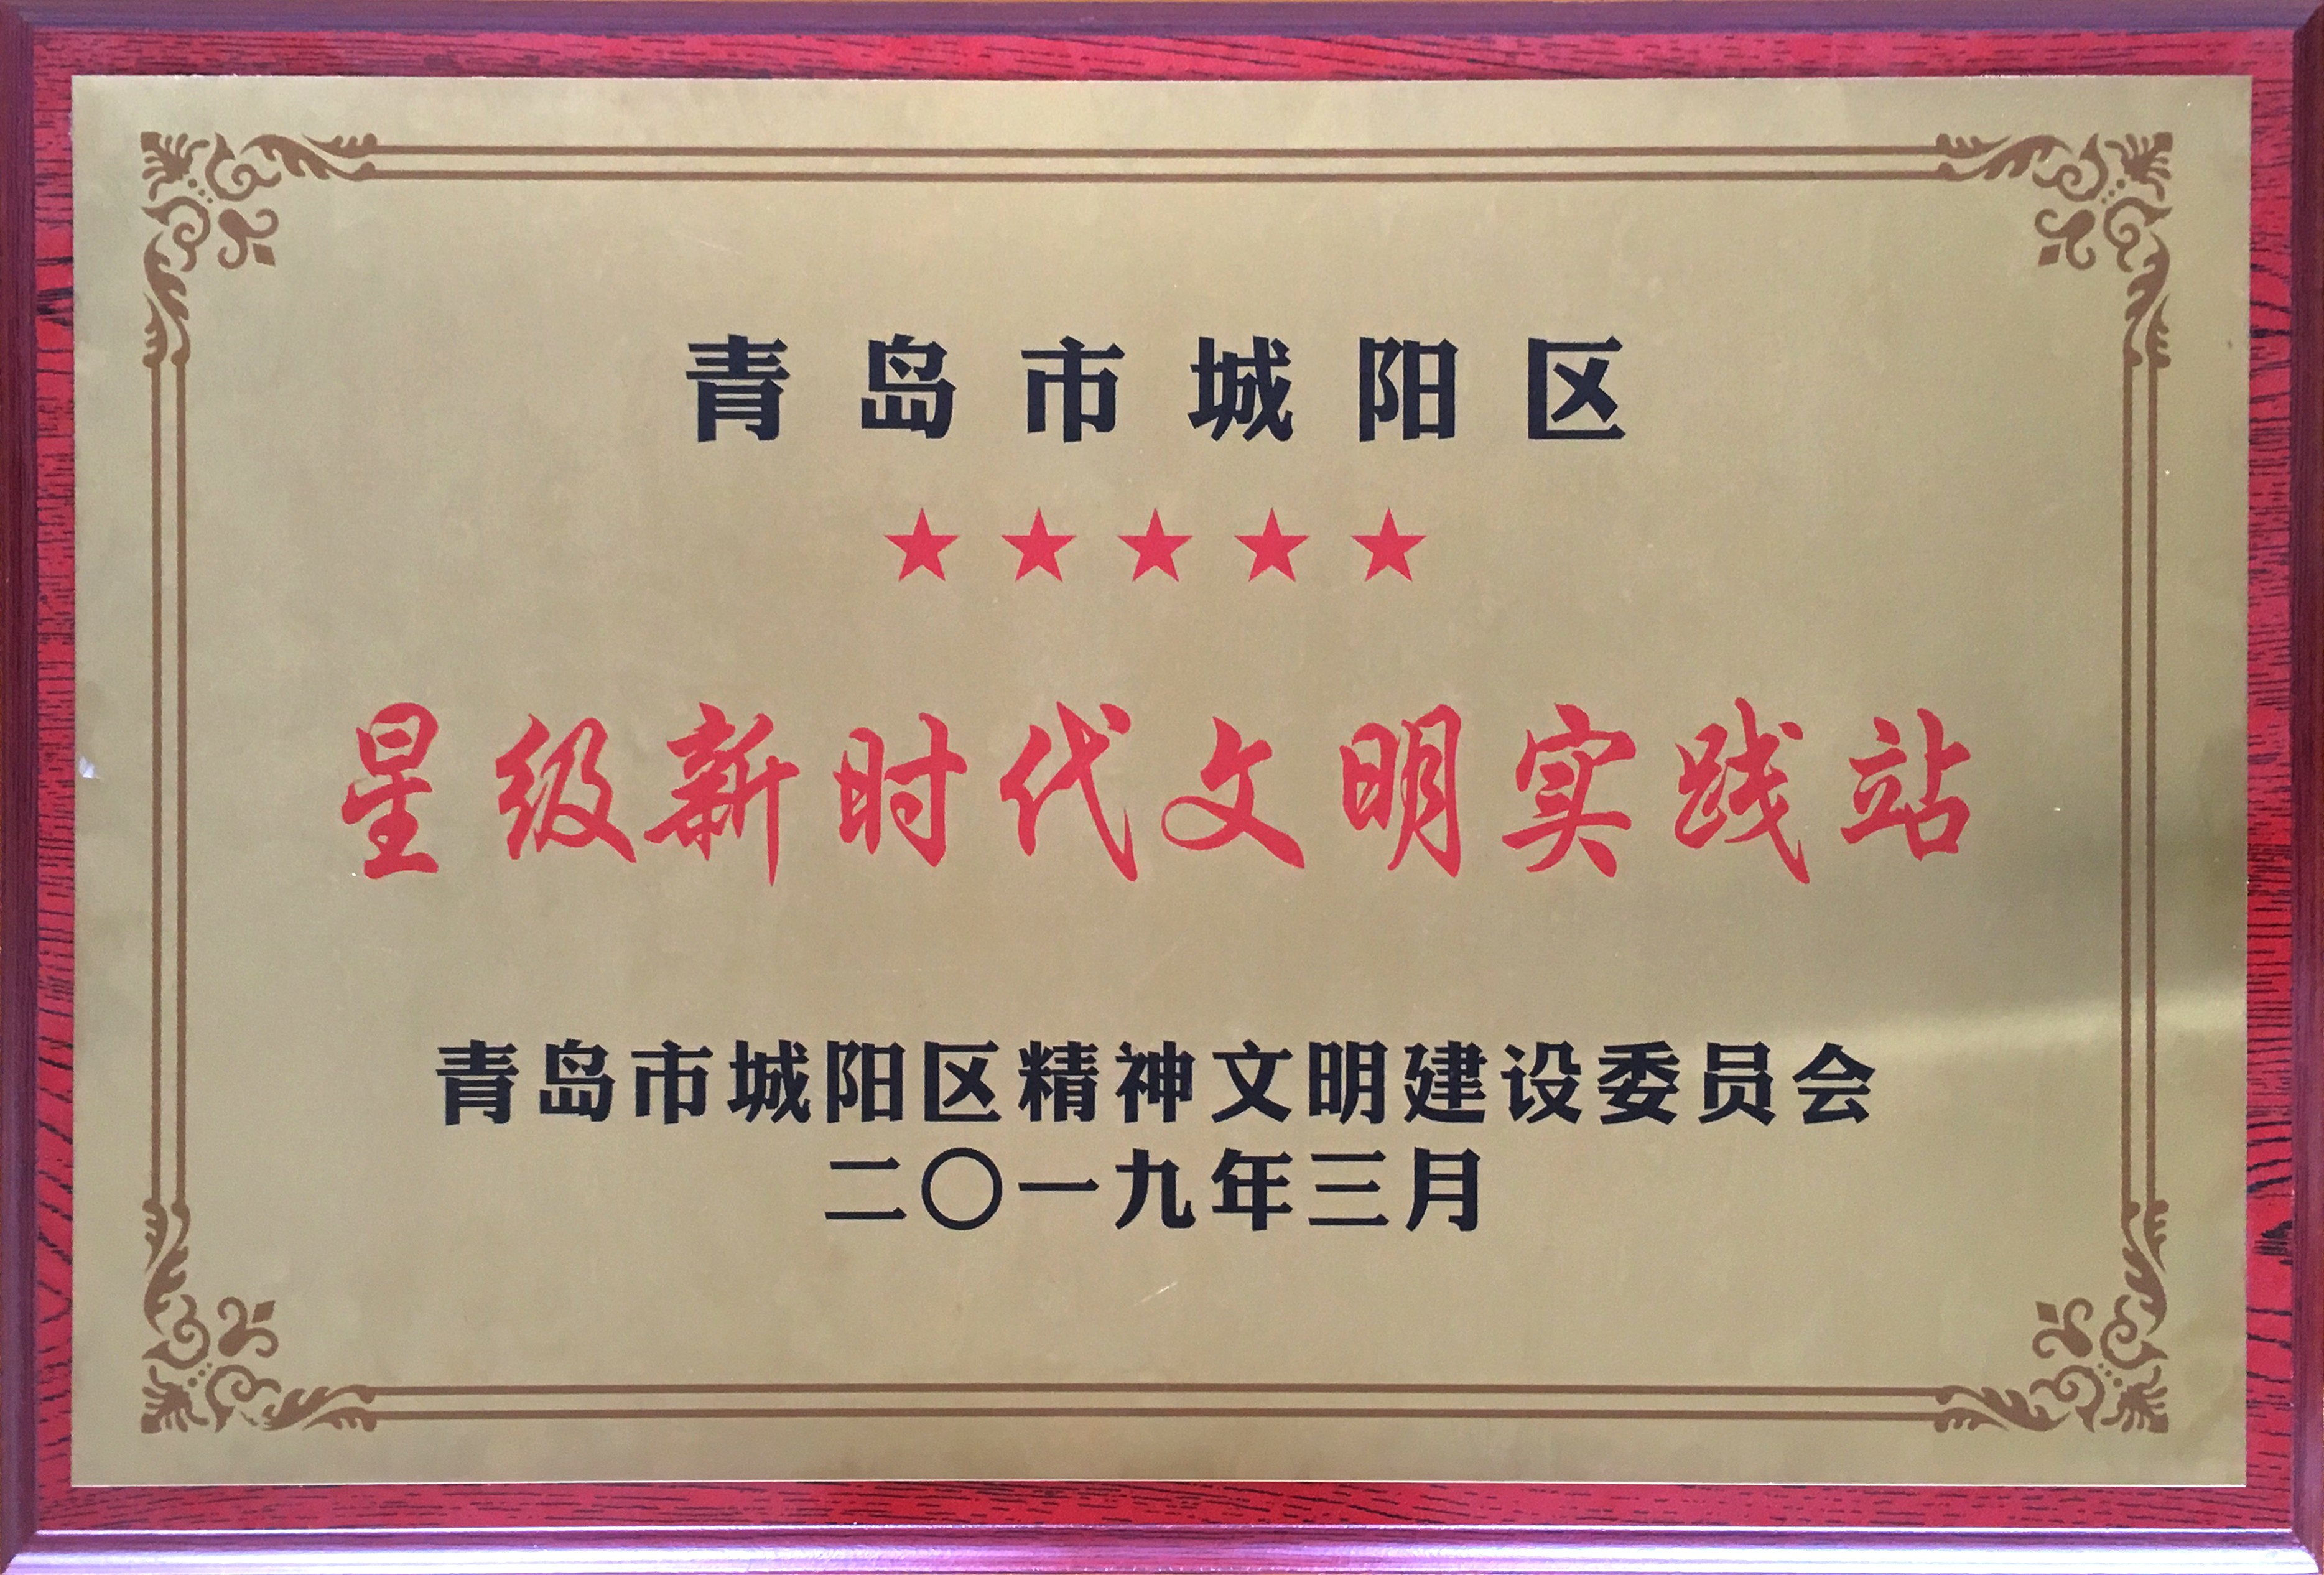 青岛市城阳区
★★★★★
星级新时代文明实践站
青岛市城阳区精神文明建设委员会
二〇一九年三月